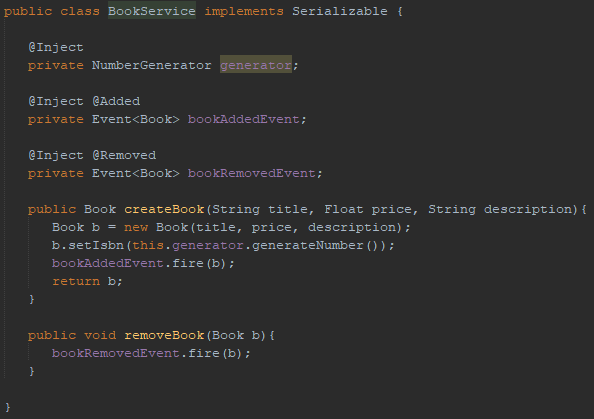 public class BookService implements Serializable {
@Inject
private NumberGenerator generator;
@Inject @Added
private Event<Book> bookAddedEvent;
@Inject @Removed
private Event<Book> bookRemovedEvent;
public Book createBook(String title, Float price, String description){
Book b = new Book(title, price, description);
b.setIsbn(this.generator.generateNumber());
bookAddedEvent.fire(b);
return b;
}
public void removeBook(Book b){
bookRemovedEvent.fire(b);
}
}